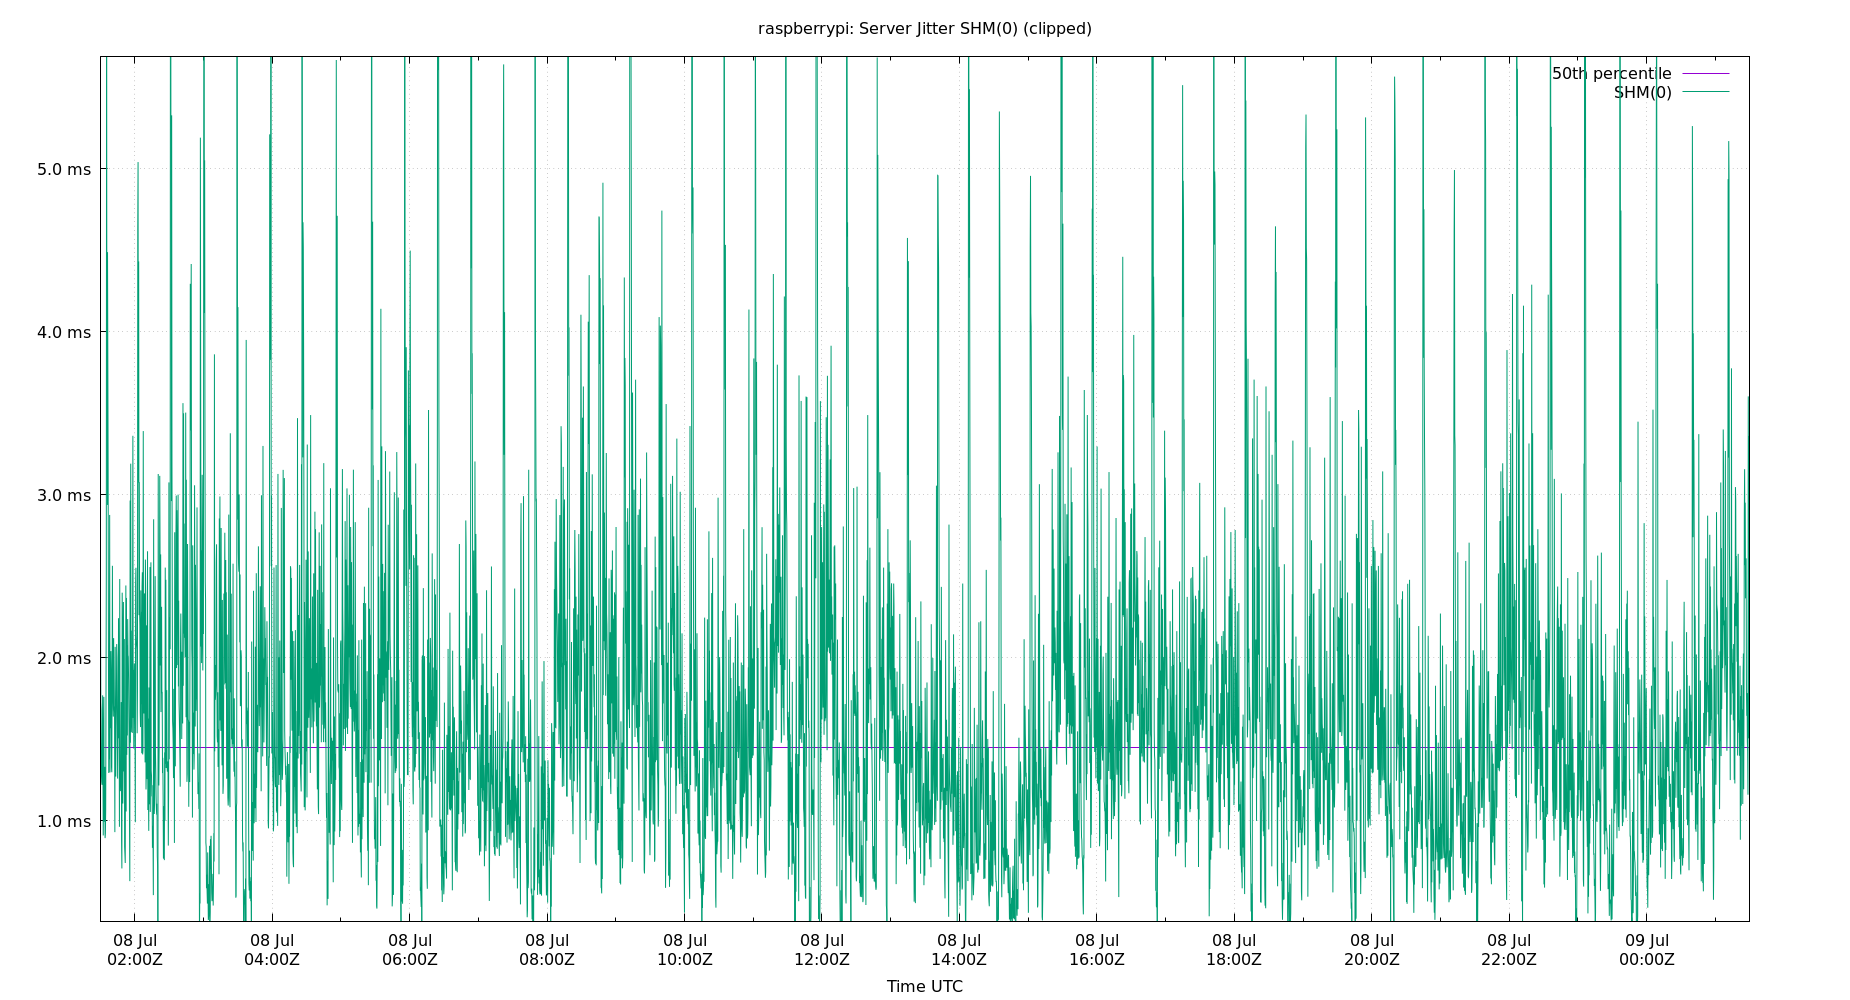 raspberrypi: Server Jitter SHM(0) (clipped)
50th percentile
SHM(0)
5.0 ms
4.0 ms
3.0 ms
2.0 ms
1.0 ms
08 Jul 08 Jul 08 Jul 08 Jul 08 Jul 08 Jul 08 Jul 08 Jul 08 Jul 08 Jul 08 Jul 09 Jul
02:00Z 04:00Z 06:00Z 08:00Z 10:00Z 12:00Z 14:00Z 16:00Z 18:00Z 20:00Z 22:00Z 00:00Z
Time UTC